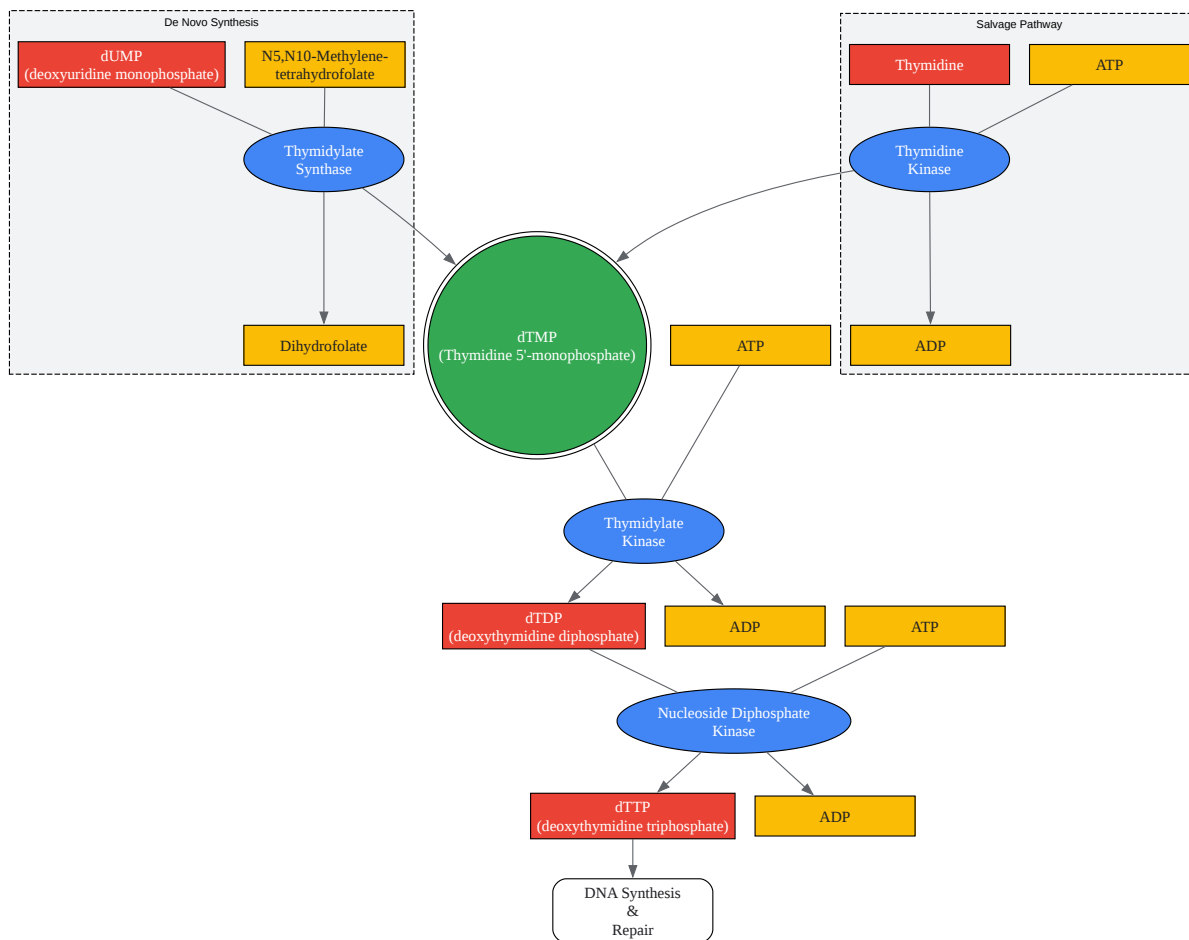 De Novo Synthesis
Salvage Pathway
dUMP
(deoxyuridine monophosphate)
N5,N10-Methylene-
tetrahydrofolate
Thymidine
ATP
Thymidylate
Synthase
Thymidine
Kinase
dTMP
(Thymidine 5'-monophosphate)
Dihydrofolate
ATP
ADP
Thymidylate
Kinase
dTDP
(deoxythymidine diphosphate)
ADP
ATP
Nucleoside Diphosphate
Kinase
dTTP
(deoxythymidine triphosphate)
ADP
DNA Synthesis
&
Repair